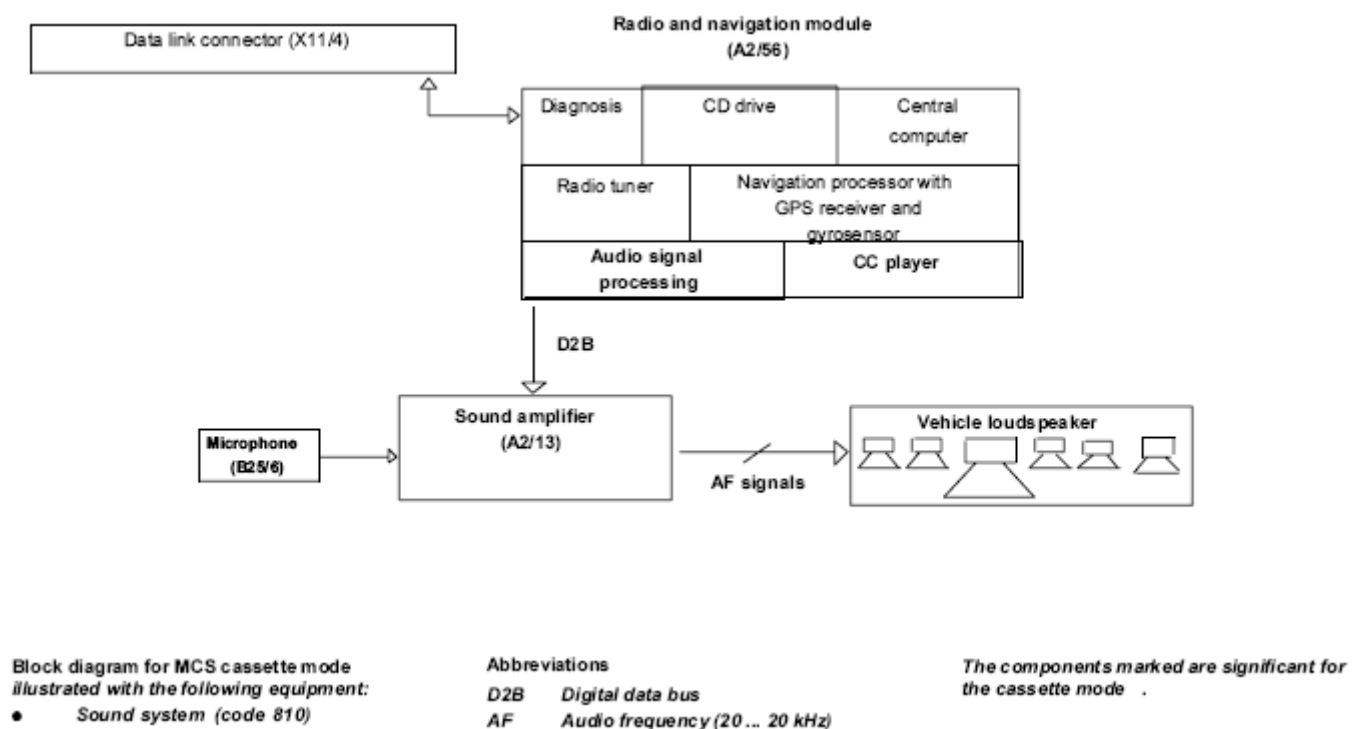 Radio and navigation module
(A2/56)
Data link connector (X11/4)
Diagnosis
CD drive
Central
computer
Radio tuner
Navigation processor with
GPS receiver and
gyrosensor
Audio signal
processing
CC player
D2B
Sound amplifier
(A2/13)
Microphone
(B25/6)
AF signals
Vehicle loudspeaker
Block diagram for MCS cassette mode
illustrated with the following equipment:
● Sound system (code 810)
Abbreviations
D2B Digital data bus
AF Audio frequency (20 ... 20 kHz)
The components marked are significant for
the cassette mode .